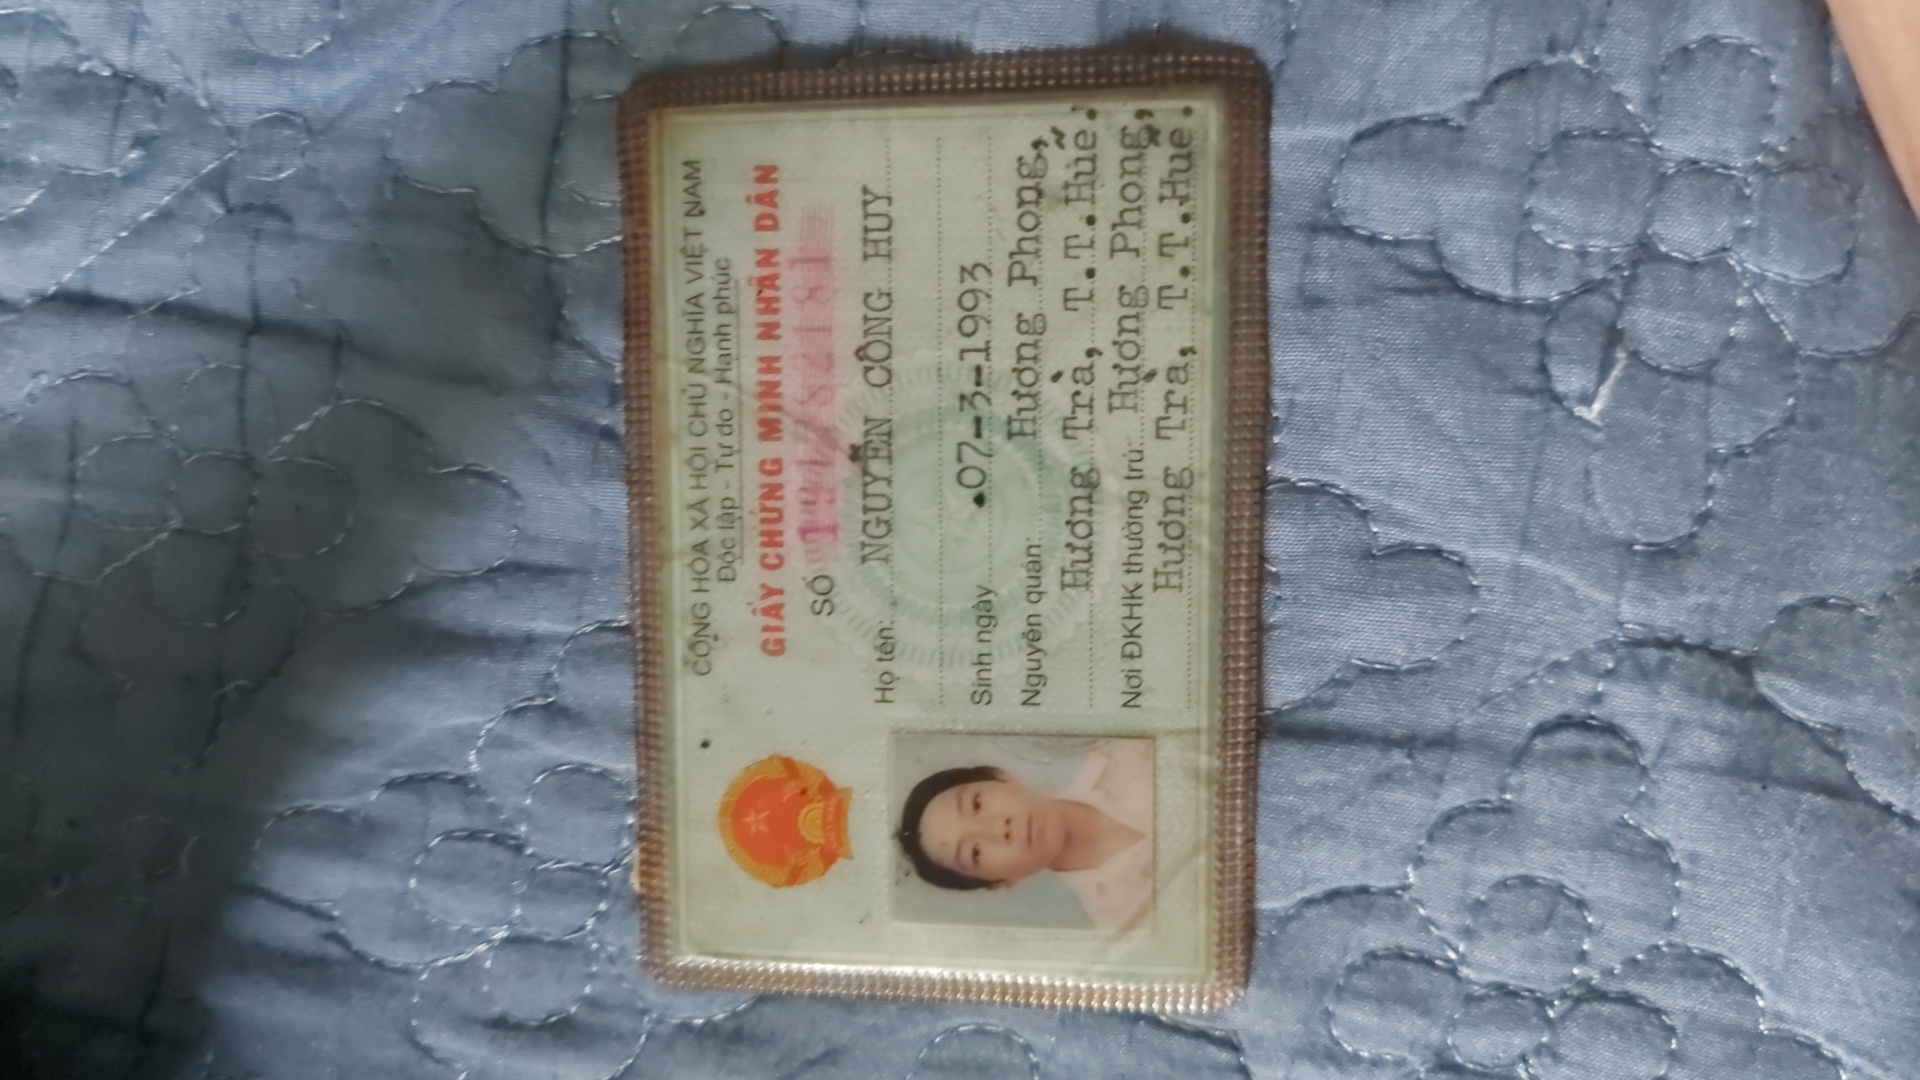 CỘNG HÒA XÃ HỘI CHỦ NGHĨA VIỆT NAM
Độc lập - Tự do - Hạnh phúc
GIẤY CHỨNG MINH NHÂN DÂN
SỐ
Họ tên: NGUYỄN CÔNG HUY
Sinh ngày 07-3-1993
Nguyên quán: Hương Phong,
Hương Trà, T.T.Huế.
Nơi ĐKHK thường trú: Hương Phong,
Hương Trà, T.T.Huế.
VIỆT NAM